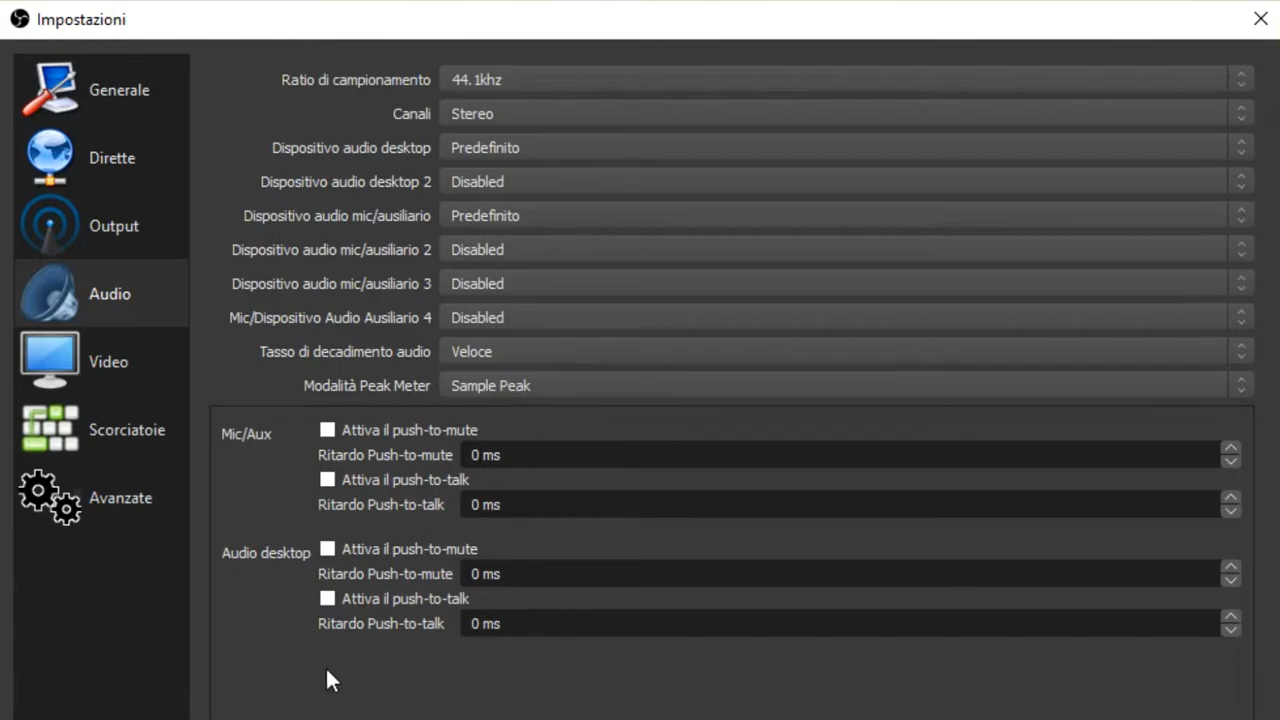 Impostazioni
Generale
Dirette
Output
Audio
Video
Scorciatoie
Avanzate
Ratio di campionamento 44.1khz
Canali Stereo
Dispositivo audio desktop Predefinito
Dispositivo audio desktop 2 Disabled
Dispositivo audio mic/ausiliario Predefinito
Dispositivo audio mic/ausiliario 2 Disabled
Dispositivo audio mic/ausiliario 3 Disabled
Mic/Dispositivo Audio Ausiliario 4 Disabled
Tasso di decadimento audio Veloce
Modalità Peak Meter Sample Peak
Mic/Aux Attiva il push-to-mute
Ritardo Push-to-mute 0 ms
Attiva il push-to-talk
Ritardo Push-to-talk 0 ms
Audio desktop Attiva il push-to-mute
Ritardo Push-to-mute 0 ms
Attiva il push-to-talk
Ritardo Push-to-talk 0 ms